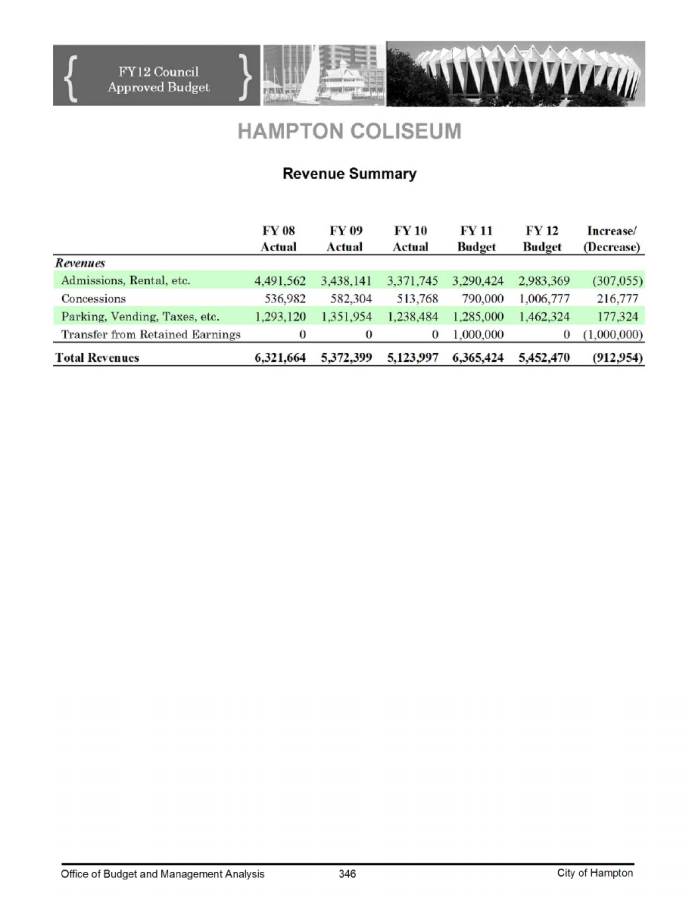 FY12 Council
Approved Budget
HAMPTON COLISEUM
Revenue Summary
FY 08 FY 09 FY 10 FY 11 FY 12 Increase/
Actual Actual Actual Budget Budget (Decrease)
Revenues
Admissions, Rental, etc. 4,491,562 3,438,141 3,371,745 3,290,424 2,983,369 (307,055)
Concessions 536,982 582,304 513,768 790,000 1,006,777 216,777
Parking, Vending, Taxes, etc. 1,293,120 1,351,954 1,238,484 1,285,000 1,462,324 177,324
Transfer from Retained Earnings 0 0 0 1,000,000 0 (1,000,000)
Total Revenues 6,321,664 5,372,399 5,123,997 6,365,424 5,452,470 (912,954)
Office of Budget and Management Analysis 346 City of Hampton